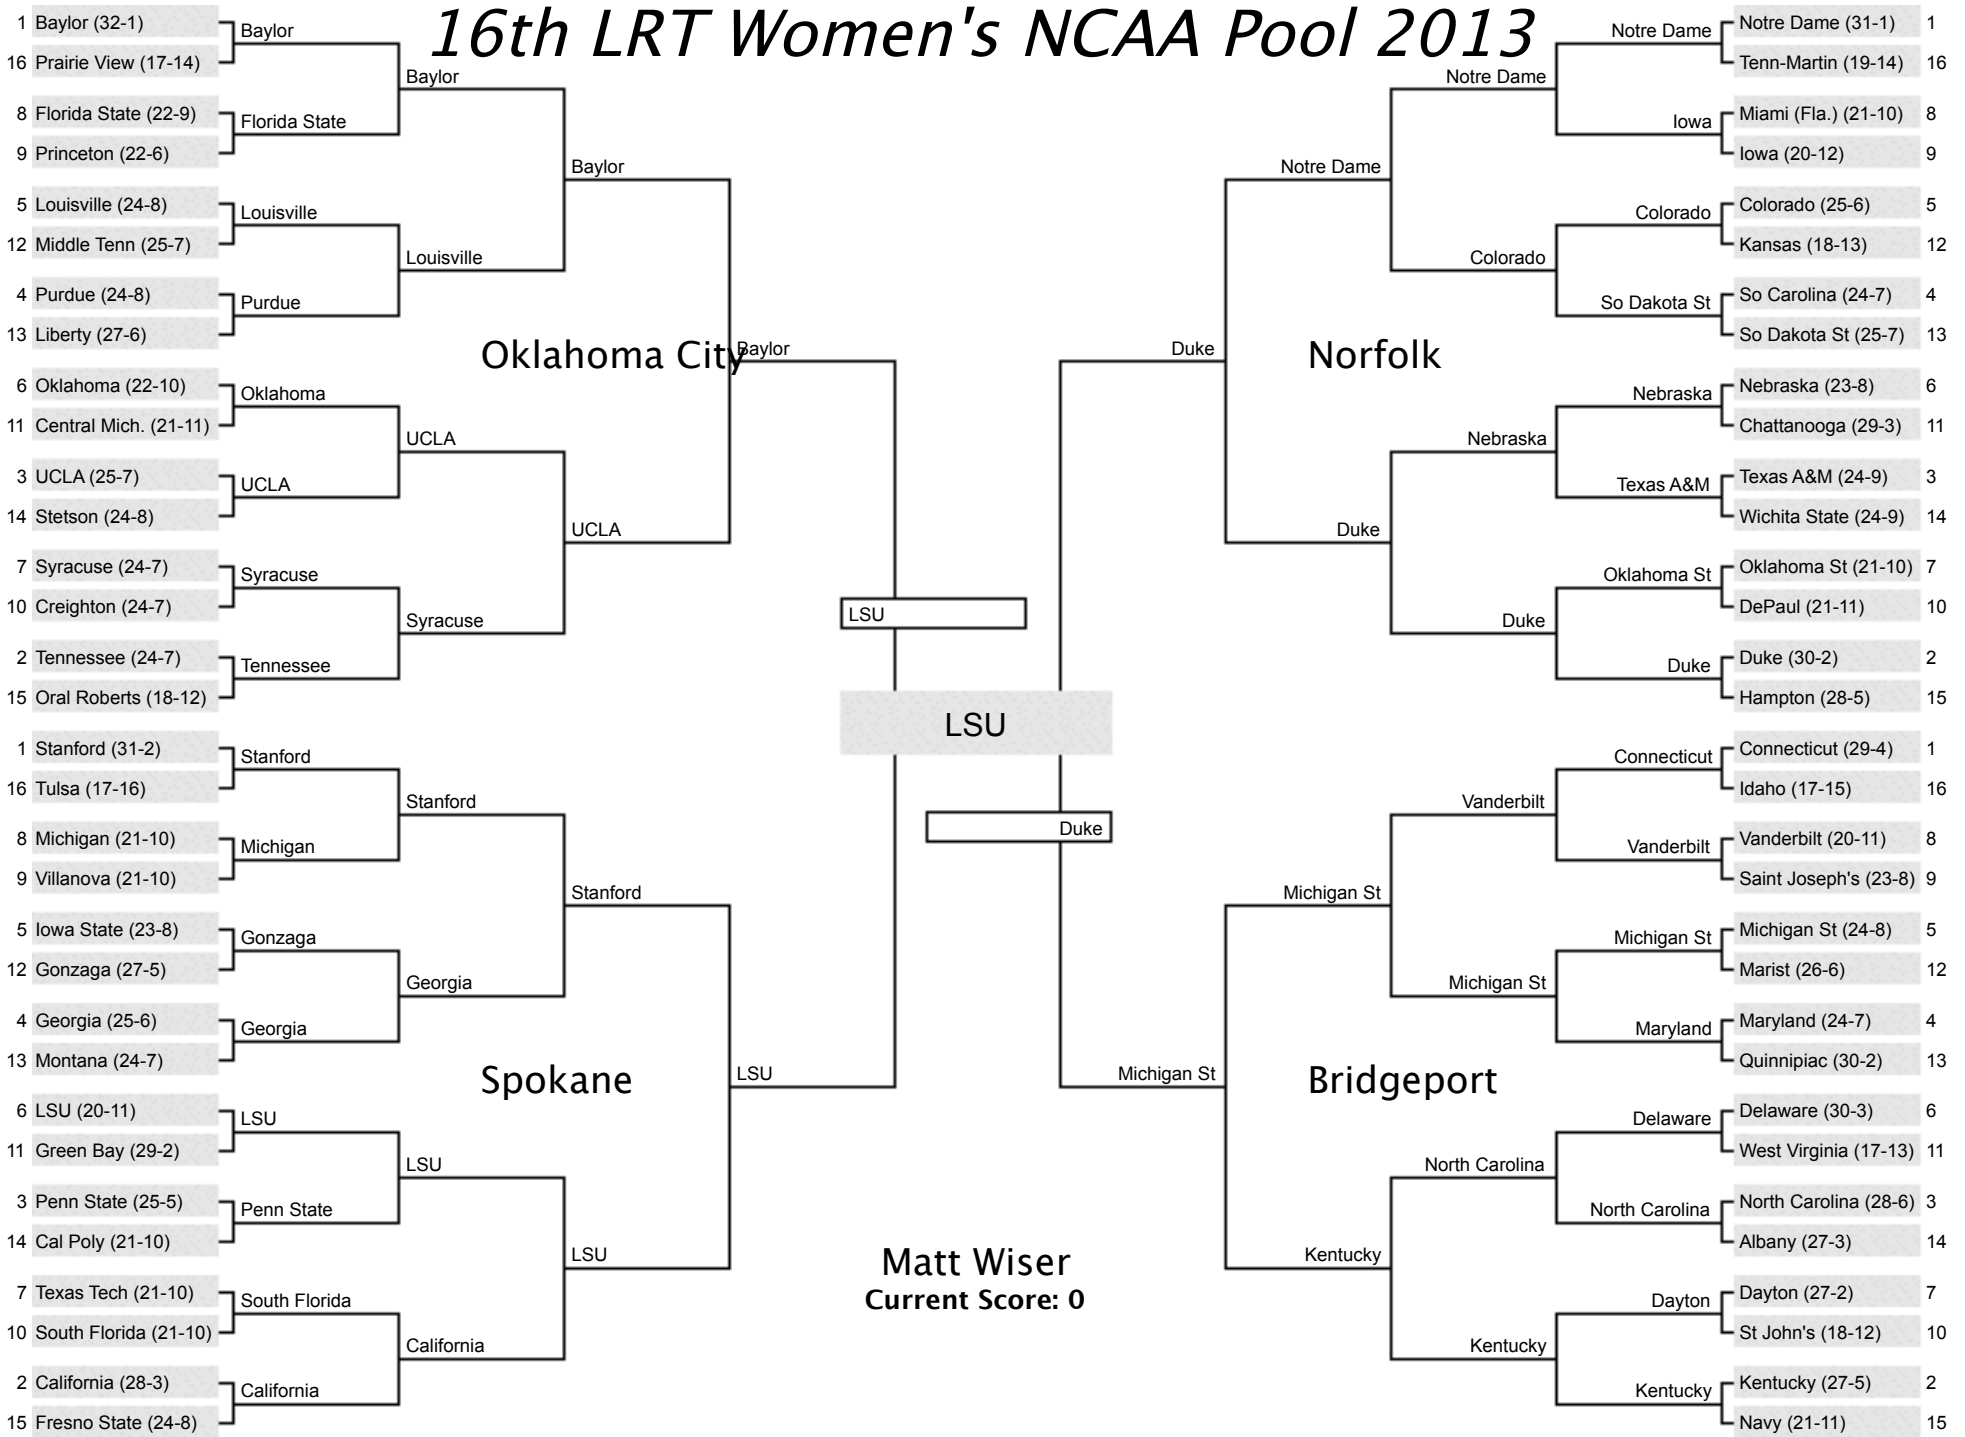 16th LRT Women's NCAA Pool 2013
1 Baylor (32-1)
16 Prairie View (17-14)
8 Florida State (22-9)
9 Princeton (22-6)
5 Louisville (24-8)
12 Middle Tenn (25-7)
4 Purdue (24-8)
13 Liberty (27-6)
6 Oklahoma (22-10)
11 Central Mich. (21-11)
3 UCLA (25-7)
14 Stetson (24-8)
7 Syracuse (24-7)
10 Creighton (24-7)
2 Tennessee (24-7)
15 Oral Roberts (18-12)
1 Stanford (31-2)
16 Tulsa (17-16)
8 Michigan (21-10)
9 Villanova (21-10)
5 Iowa State (23-8)
12 Gonzaga (27-5)
4 Georgia (25-6)
13 Montana (24-7)
6 LSU (20-11)
11 Green Bay (29-2)
3 Penn State (25-5)
14 Cal Poly (21-10)
7 Texas Tech (21-10)
10 South Florida (21-10)
2 California (28-3)
15 Fresno State (24-8)
Baylor
Florida State
Louisville
Purdue
Oklahoma
UCLA
Syracuse
Tennessee
Stanford
Michigan
Gonzaga
Georgia
LSU
Penn State
South Florida
California
Baylor
Louisville
UCLA
Syracuse
Stanford
Georgia
LSU
California
Baylor
UCLA
Stanford
LSU
Oklahoma City
Spokane
Baylor
LSU
LSU
LSU
Duke
Matt Wiser
Current Score: 0
Duke
Michigan St
Norfolk
Bridgeport
Notre Dame
Duke
Michigan St
Kentucky
Notre Dame
Colorado
Nebraska
Duke
Vanderbilt
Michigan St
North Carolina
Kentucky
Notre Dame
Iowa
Colorado
So Dakota St
Nebraska
Texas A&M
Oklahoma St
Duke
Connecticut
Vanderbilt
Michigan St
Maryland
Delaware
North Carolina
Dayton
Kentucky
Notre Dame (31-1) 1
Tenn-Martin (19-14) 16
Miami (Fla.) (21-10) 8
Iowa (20-12) 9
Colorado (25-6) 5
Kansas (18-13) 12
So Carolina (24-7) 4
So Dakota St (25-7) 13
Nebraska (23-8) 6
Chattanooga (29-3) 11
Texas A&M (24-9) 3
Wichita State (24-9) 14
Oklahoma St (21-10) 7
DePaul (21-11) 10
Duke (30-2) 2
Hampton (28-5) 15
Connecticut (29-4) 1
Idaho (17-15) 16
Vanderbilt (20-11) 8
Saint Joseph's (23-8) 9
Michigan St (24-8) 5
Marist (26-6) 12
Maryland (24-7) 4
Quinnipiac (30-2) 13
Delaware (30-3) 6
West Virginia (17-13) 11
North Carolina (28-6) 3
Albany (27-3) 14
Dayton (27-2) 7
St John's (18-12) 10
Kentucky (27-5) 2
Navy (21-11) 15